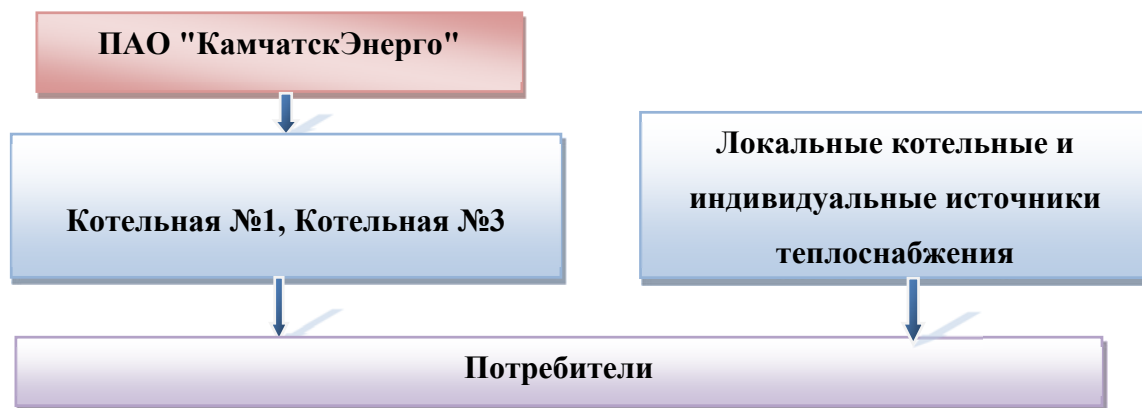 ПАО "КамчатскЭнерго"
Котельная №1, Котельная №3
Локальные котельные и
индивидуальные источники
теплоснабжения
Потребители